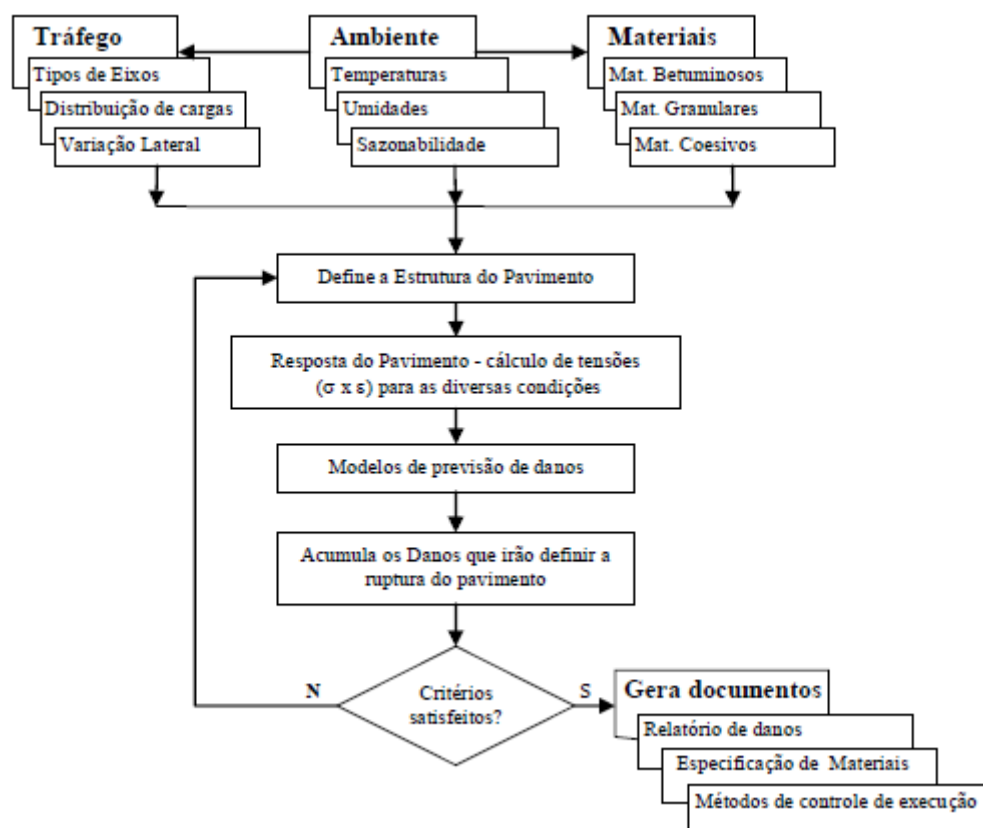 Tráfego
Tipos de Eixos
Distribuição de cargas
Variação Lateral
Ambiente
Temperaturas
Umidades
Sazonabilidade
Materiais
Mat. Betuminosos
Mat. Granulares
Mat. Coesivos
Define a Estrutura do Pavimento
Resposta do Pavimento - cálculo de tensões
(σ x ε) para as diversas condições
Modelos de previsão de danos
Acumula os Danos que irão definir a
ruptura do pavimento
N
Critérios
satisfeitos?
S
Gera documentos
Relatório de danos
Especificação de Materiais
Métodos de controle de execução